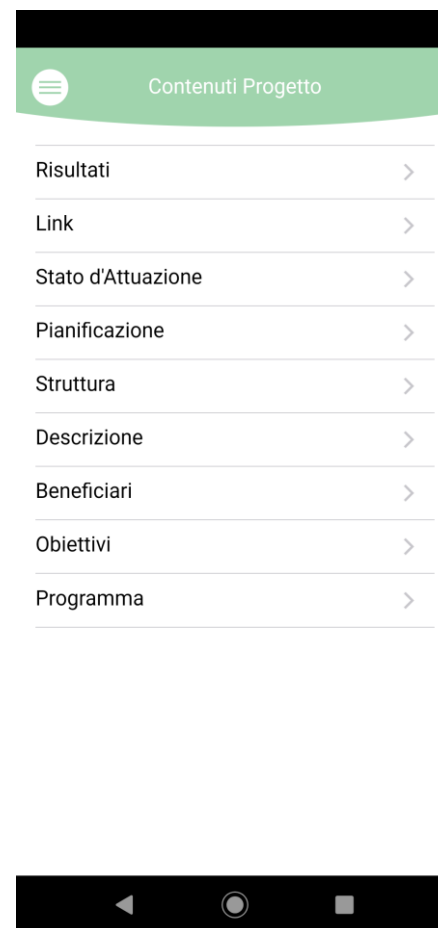 Contenuti Progetto
Risultati
Link
Stato d'Attuazione
Pianificazione
Struttura
Descrizione
Beneficiari
Obiettivi
Programma